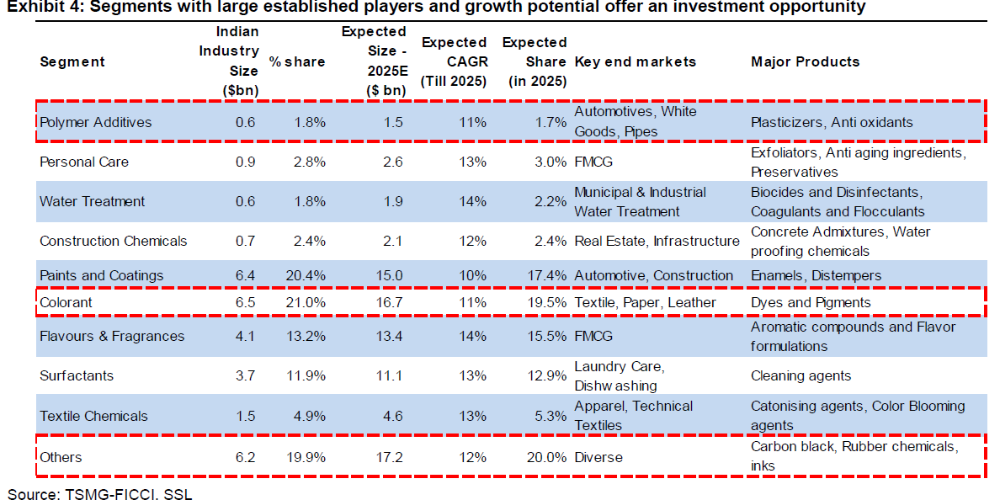 Exhibit 4: Segments with large established players and growth potential offer an investment opportunity
Segment | Indian Industry Size ($bn) | % share | Expected Size - 2025E ($ bn) | Expected CAGR (Till 2025) | Expected Share (in 2025) | Key end markets | Major Products
Polymer Additives | 0.6 | 1.8% | 1.5 | 11% | 1.7% | Automotives, White Goods, Pipes | Plasticizers, Anti oxidants
Personal Care | 0.9 | 2.8% | 2.6 | 13% | 3.0% | FMCG | Exfoliators, Anti aging ingredients, Preservatives
Water Treatment | 0.6 | 1.8% | 1.9 | 14% | 2.2% | Municipal & Industrial Water Treatment | Biocides and Disinfectants, Coagulants and Flocculants
Construction Chemicals | 0.7 | 2.4% | 2.1 | 12% | 2.4% | Real Estate, Infrastructure | Concrete Admixtures, Water proofing chemicals
Paints and Coatings | 6.4 | 20.4% | 15.0 | 10% | 17.4% | Automotive, Construction | Enamels, Distempers
Colorant | 6.5 | 21.0% | 16.7 | 11% | 19.5% | Textile, Paper, Leather | Dyes and Pigments
Flavours & Fragrances | 4.1 | 13.2% | 13.4 | 14% | 15.5% | FMCG | Aromatic compounds and Flavor formulations
Surfactants | 3.7 | 11.9% | 11.1 | 13% | 12.9% | Laundry Care, Dishwashing | Cleaning agents
Textile Chemicals | 1.5 | 4.9% | 4.6 | 13% | 5.3% | Apparel, Technical Textiles | Catonising agents, Color Blooming agents
Others | 6.2 | 19.9% | 17.2 | 12% | 20.0% | Diverse | Carbon black, Rubber chemicals, inks
Source: TSMG-FICCI. SSL